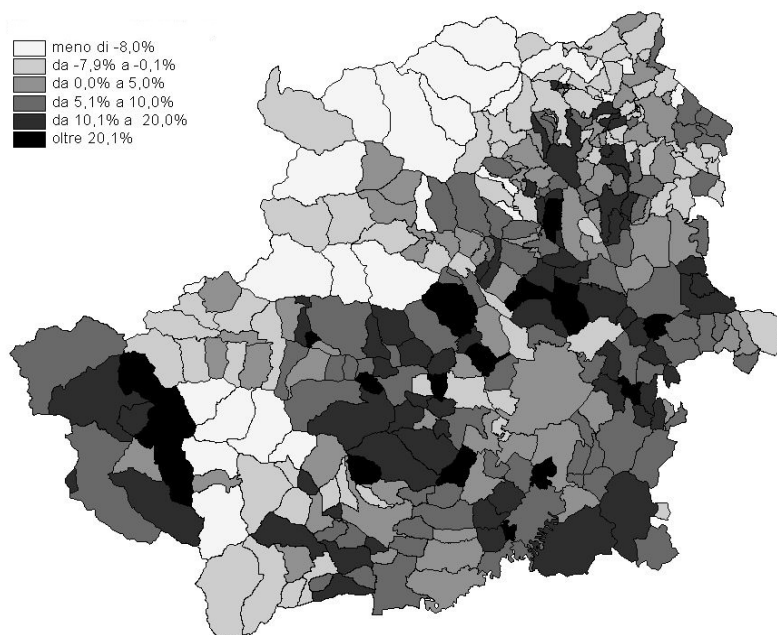 meno di -8,0%
da -7,9% a -0,1%
da 0,0% a 5,0%
da 5,1% a 10,0%
da 10,1% a 20,0%
oltre 20,1%